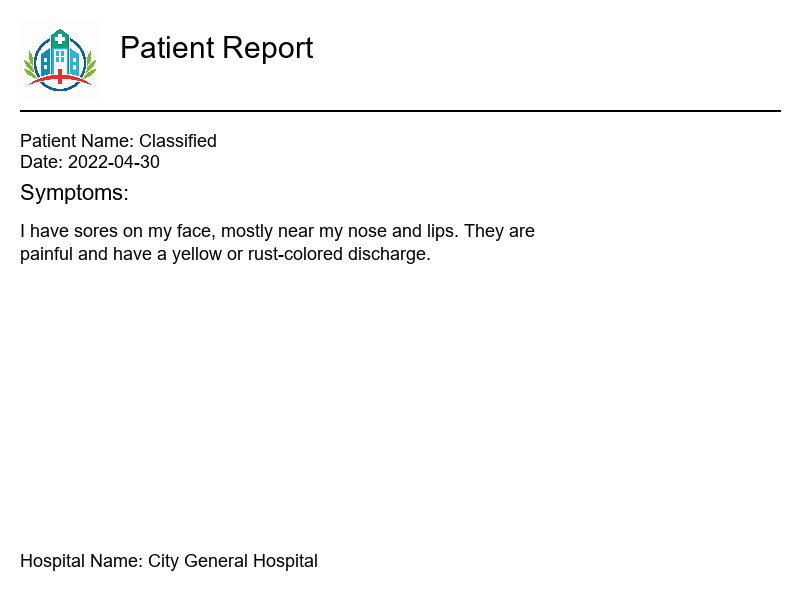 Patient Report
Patient Name: Classified
Date: 2022-04-30
Symptoms:
I have sores on my face, mostly near my nose and lips. They are
painful and have a yellow or rust-colored discharge.
Hospital Name: City General Hospital